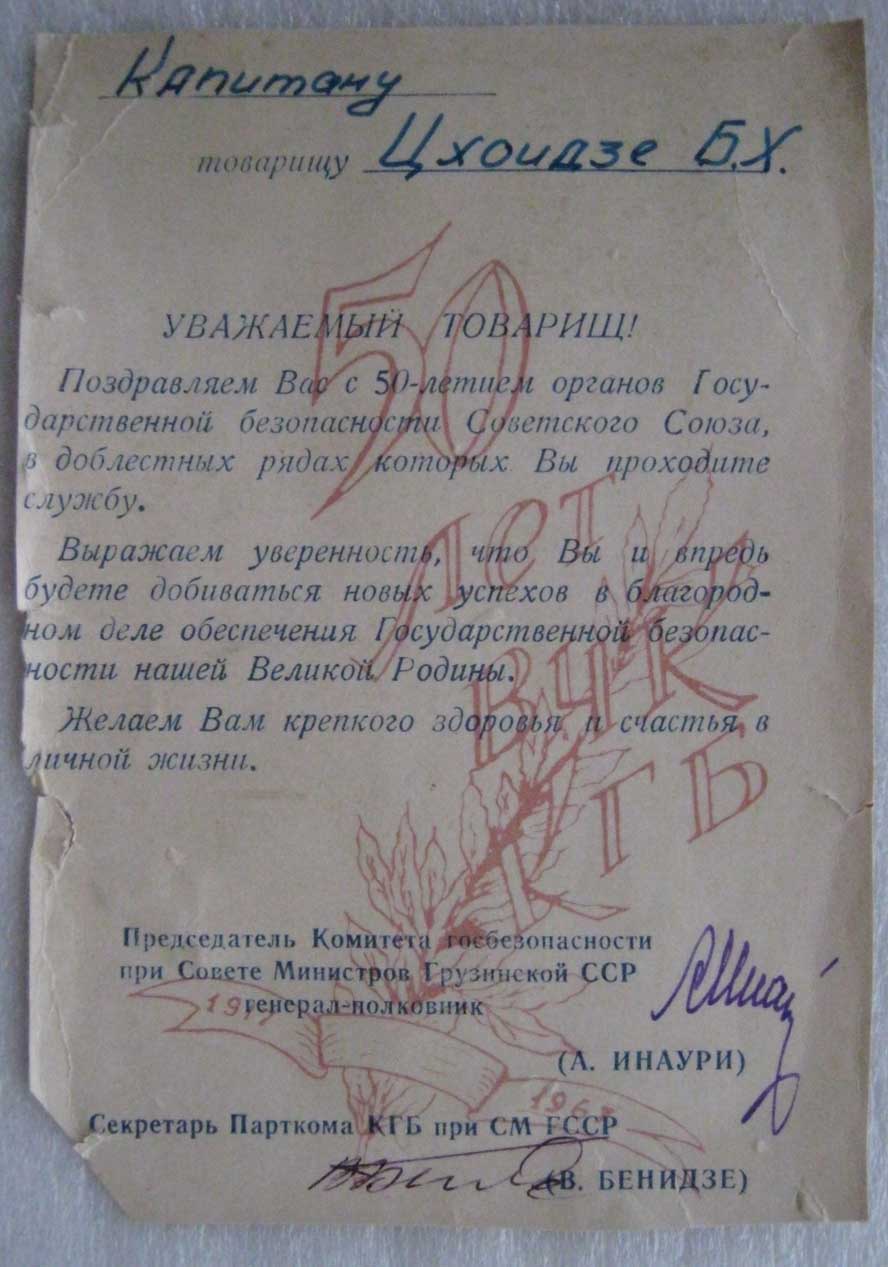 Капитану
товарищу Цхоидзе Б.Х.
50
УВАЖАЕМЫЙ ТОВАРИЩ!
Поздравляем Вас с 50-летием органов Госу-
дарственной безопасности Советского Союза,
в доблестных рядах которых Вы проходите
службу.
Лет
Выражаем уверенность, что Вы и впредь
будете добиваться новых успехов в благород-
ном деле обеспечения Государственной безопас-
ности нашей Великой Родины.
ВЧК
Желаем Вам крепкого здоровья и счастья в
личной жизни.
КГБ
Председатель Комитета госбезопасности
при Совете Министров Грузинской ССР
1917
генерал-полковник
(А. ИНАУРИ)
1967
Секретарь Парткома КГБ при СМ ГССР
(В. БЕНИДЗЕ)